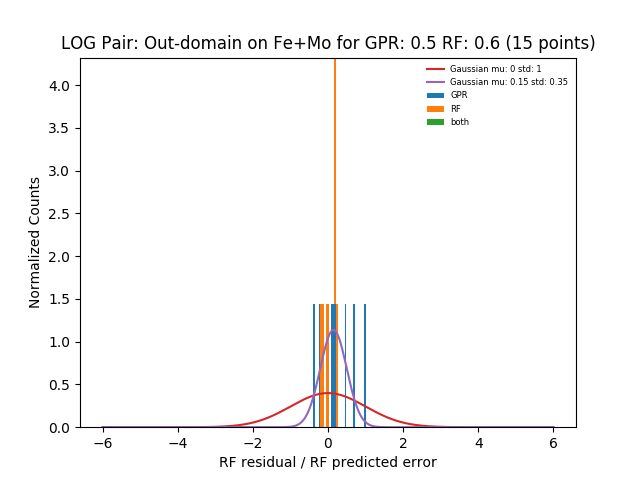 LOG Pair: Out-domain on Fe+Mo for GPR: 0.5 RF: 0.6 (15 points)
Gaussian mu: 0 std: 1
Gaussian mu: 0.15 std: 0.35
GPR
RF
both
Normalized Counts
4.0
3.5
3.0
2.5
2.0
1.5
1.0
0.5
0.0
−6 −4 −2 0 2 4 6
RF residual / RF predicted error